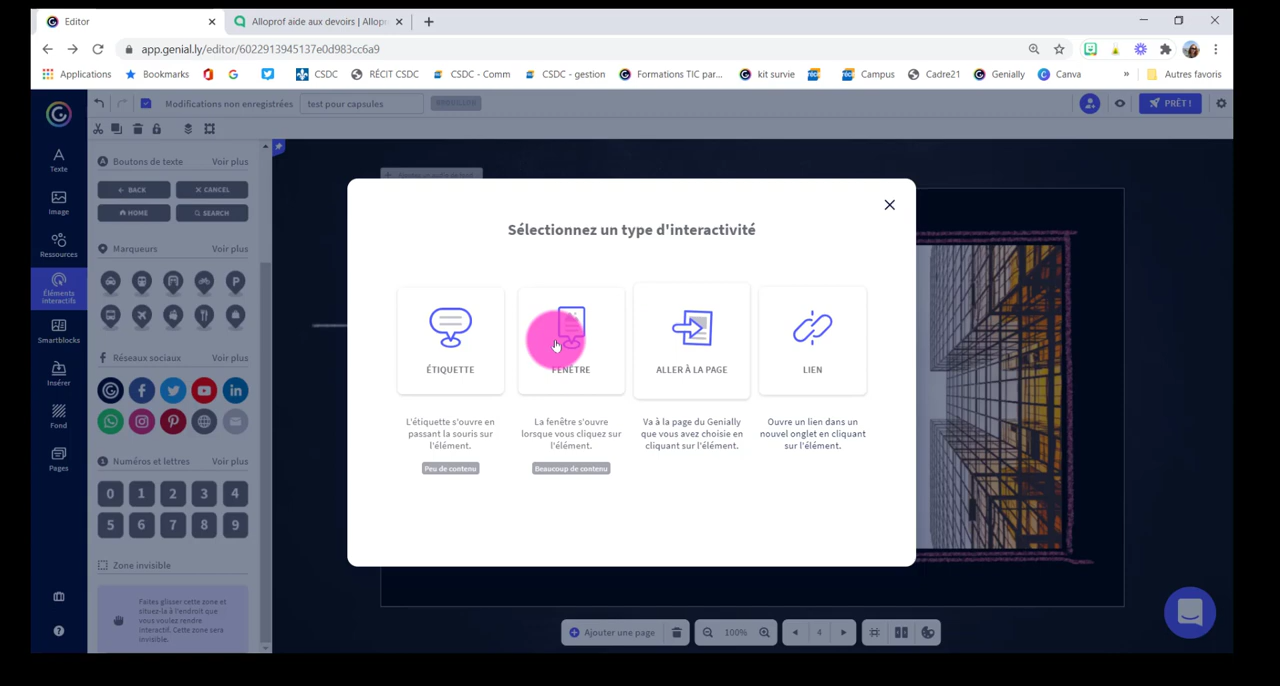 Editor
Alloprof aide aux devoirs | Allop
app.genial.ly/editor/6022913945137e0d983cc6a9
Applications
Bookmarks
CSDC
RÉCIT CSDC
CSDC - Comm
CSDC - gestion
Formations TIC par...
kit survie
Campus
Cadre21
Genially
Canva
»
Autres favoris
Modifications non enregistrées
test pour capsules
PRÊT !
Texte
Image
Ressources
Éléments
interactifs
Smartblocks
Insérer
Fond
Pages
Boutons de texte
Voir plus
BACK
CANCEL
HOME
SEARCH
Marqueurs
Voir plus
P
Réseaux sociaux
Voir plus
Numéros et lettres
Voir plus
0 1 2 3 4
5 6 7 8 9
Zone invisible
Faites glisser cette zone et
situez-la à l'endroit que
vous voulez rendre
interactif. Cette zone sera
invisible.
Sélectionnez un type d'interactivité
ÉTIQUETTE
FENÊTRE
ALLER À LA PAGE
LIEN
L'étiquette s'ouvre en
passant la souris sur
l'élément.
Peu de contenu
La fenêtre s'ouvre
lorsque vous cliquez sur
l'élément.
Beaucoup de contenu
Va à la page du Genially
que vous avez choisie en
cliquant sur l'élément.
Ouvre un lien dans un
nouvel onglet en cliquant
sur l'élément.
Ajouter une page
100%
4